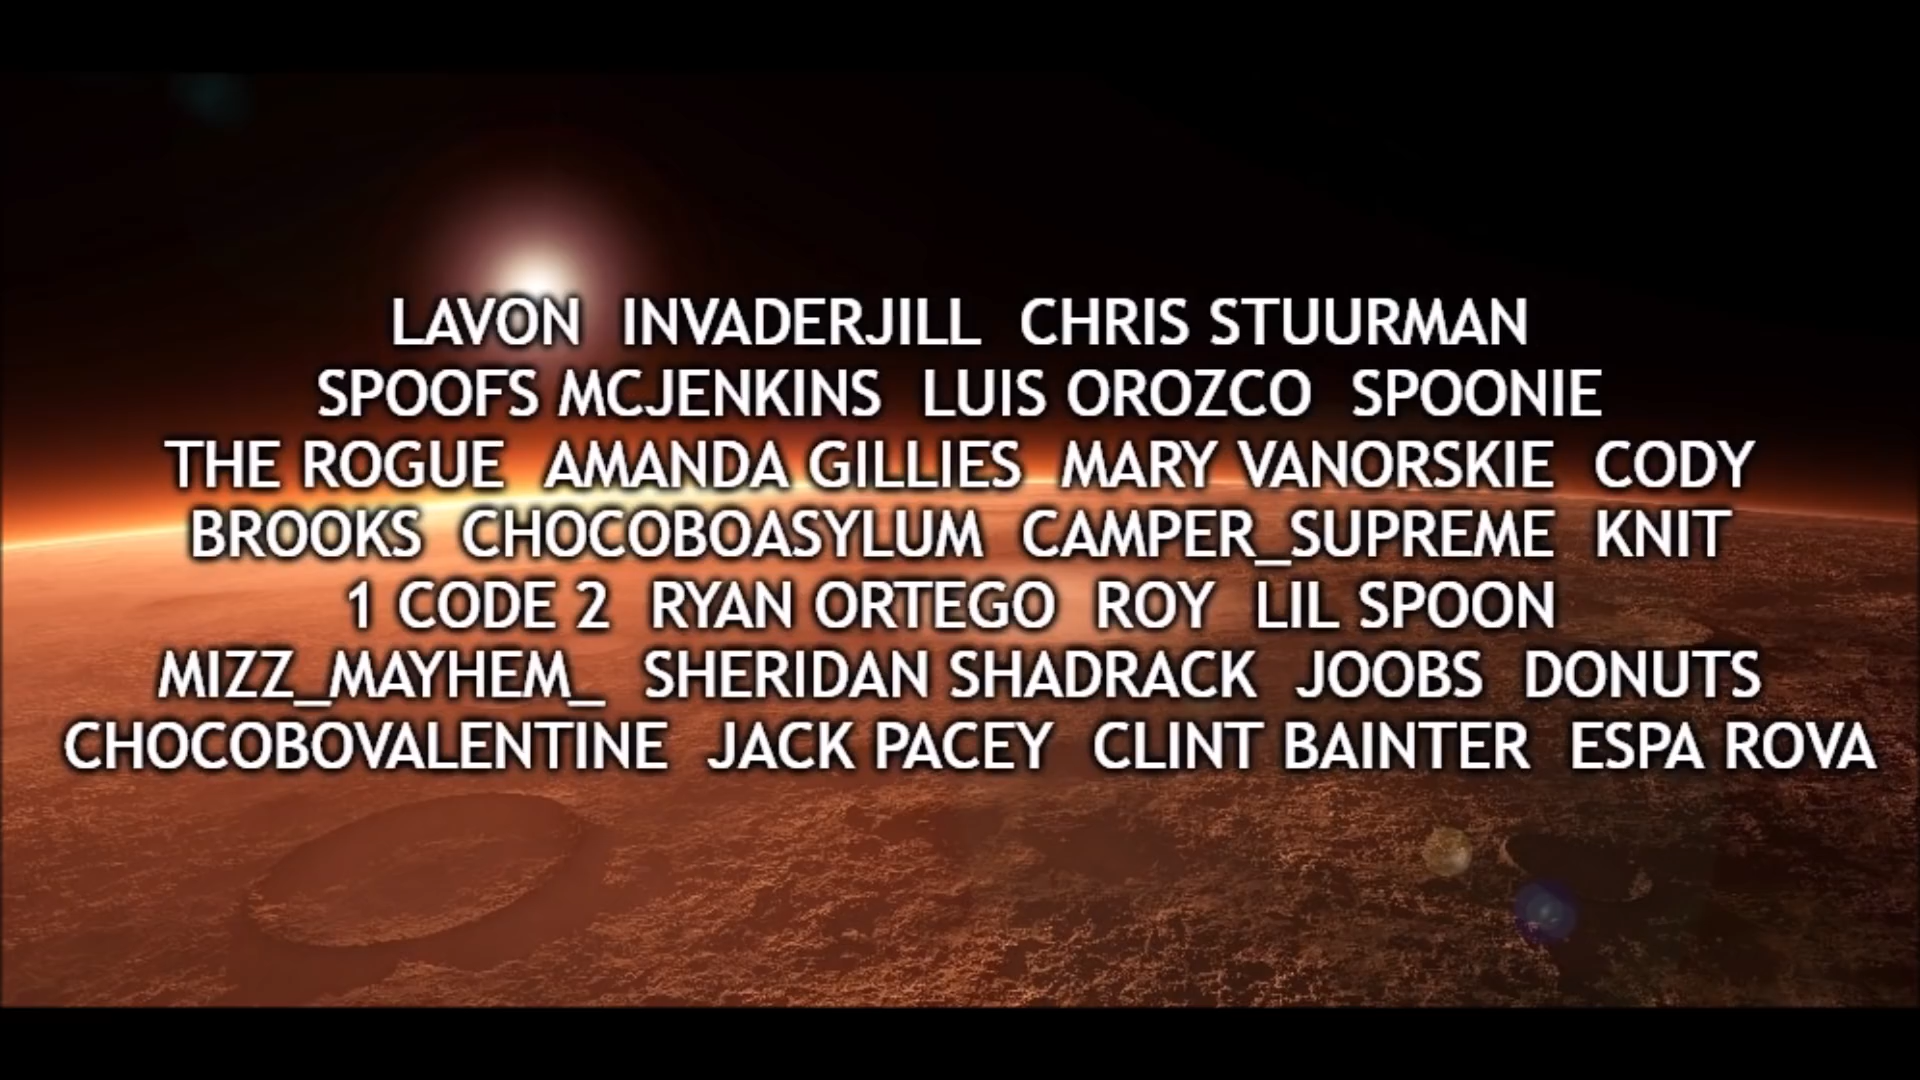 LAVON INVADERJILL CHRIS STUURMAN
SPOOFS MCJENKINS LUIS OROZCO SPOONIE
THE ROGUE AMANDA GILLIES MARY VANORSKIE CODY
BROOKS CHOCOBOASYLUM CAMPER_SUPREME KNIT
1 CODE 2 RYAN ORTEGO ROY LIL SPOON
MIZZ_MAYHEM_ SHERIDAN SHADRACK JOOBS DONUTS
CHOCOBOVALENTINE JACK PACEY CLINT BAINTER ESPA ROVA